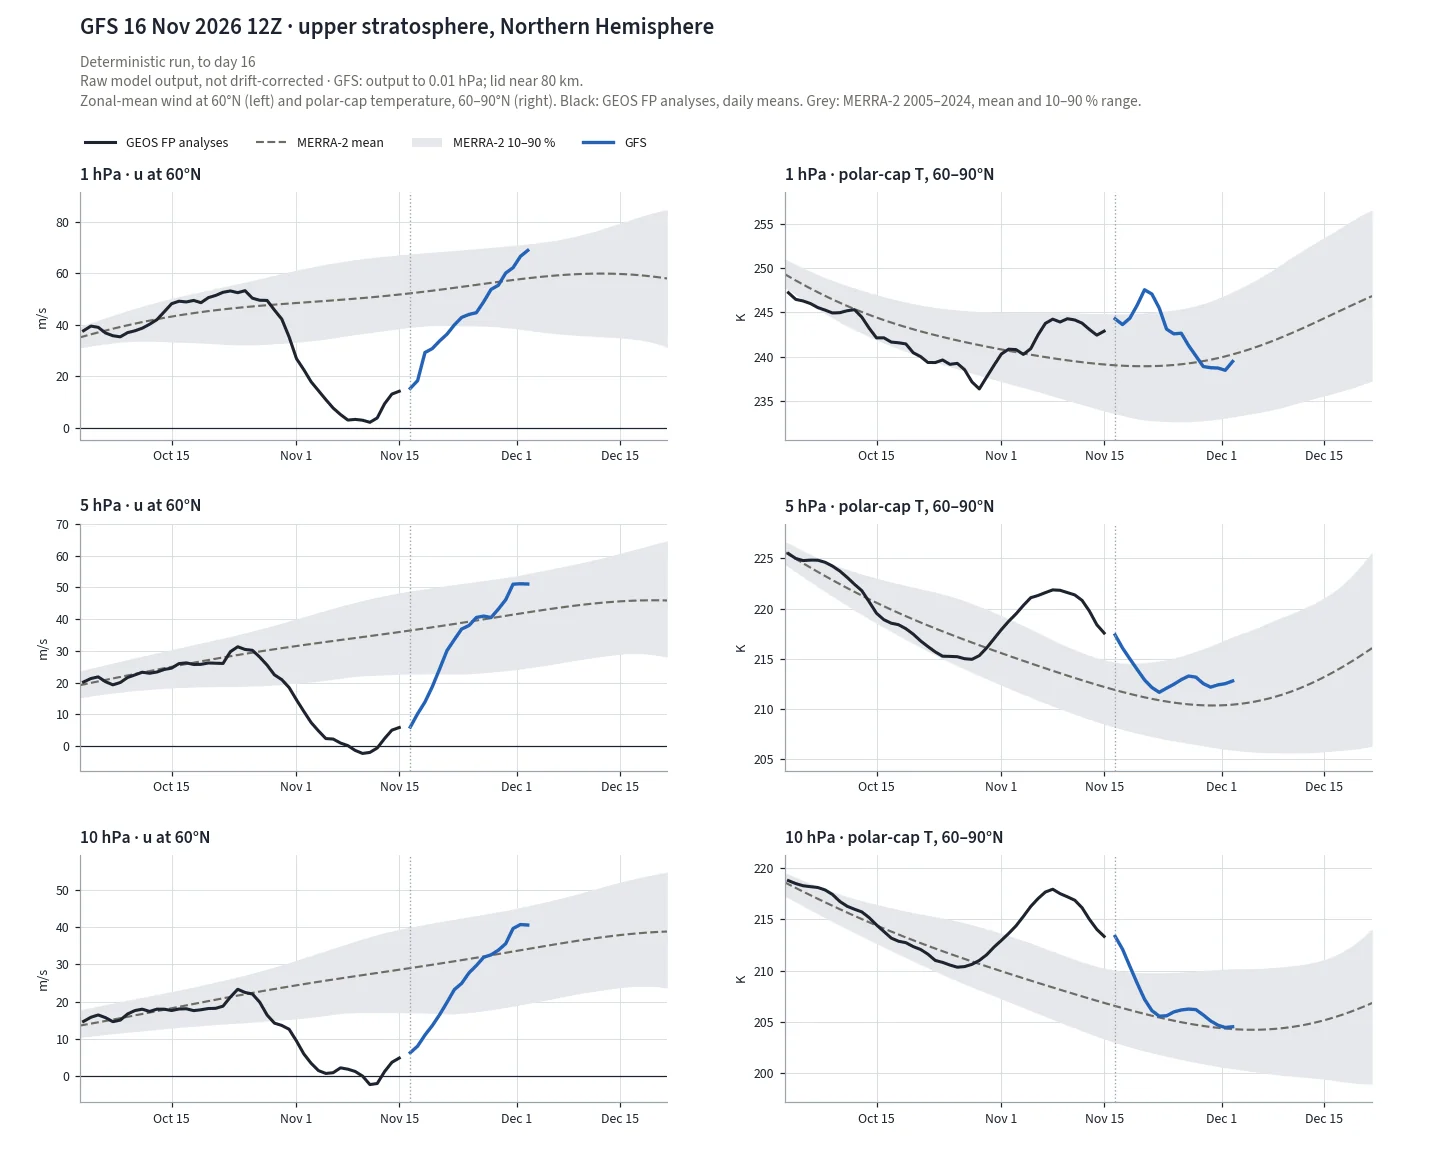 GFS 16 Nov 2026 12Z · upper stratosphere, Northern Hemisphere
Deterministic run, to day 16
Raw model output, not drift-corrected · GFS: output to 0.01 hPa; lid near 80 km.
Zonal-mean wind at 60°N (left) and polar-cap temperature, 60–90°N (right). Black: GEOS FP analyses, daily means. Grey: MERRA-2 2005–2024, mean and 10–90 % range.
GEOS FP analyses MERRA-2 mean MERRA-2 10–90 % GFS
1 hPa · u at 60°N
80
60
40
20
0
m/s
Oct 15 Nov 1 Nov 15 Dec 1 Dec 15
1 hPa · polar-cap T, 60–90°N
255
250
245
240
235
K
Oct 15 Nov 1 Nov 15 Dec 1 Dec 15
5 hPa · u at 60°N
70
60
50
40
30
20
10
0
m/s
Oct 15 Nov 1 Nov 15 Dec 1 Dec 15
5 hPa · polar-cap T, 60–90°N
225
220
215
210
205
K
Oct 15 Nov 1 Nov 15 Dec 1 Dec 15
10 hPa · u at 60°N
50
40
30
20
10
0
m/s
Oct 15 Nov 1 Nov 15 Dec 1 Dec 15
10 hPa · polar-cap T, 60–90°N
220
215
210
205
200
K
Oct 15 Nov 1 Nov 15 Dec 1 Dec 15